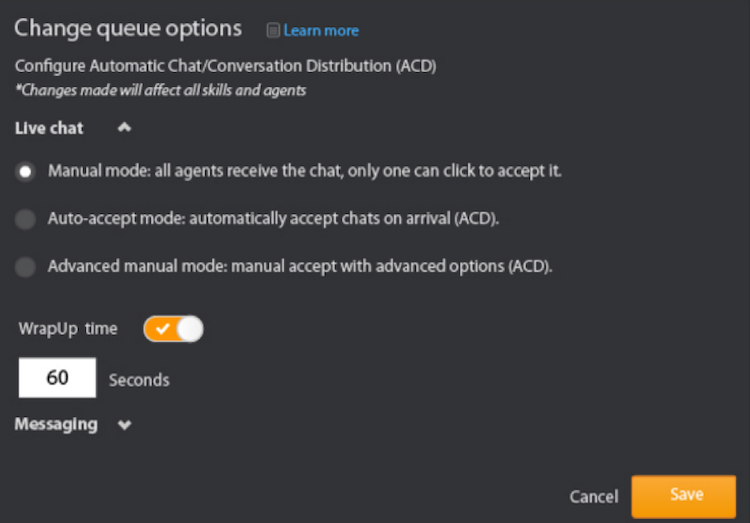 Change queue options Learn more
Configure Automatic Chat/Conversation Distribution (ACD)
*Changes made will affect all skills and agents
Live chat
Manual mode: all agents receive the chat, only one can click to accept it.
Auto-accept mode: automatically accept chats on arrival (ACD).
Advanced manual mode: manual accept with advanced options (ACD).
WrapUp time
60 Seconds
Messaging
Cancel Save